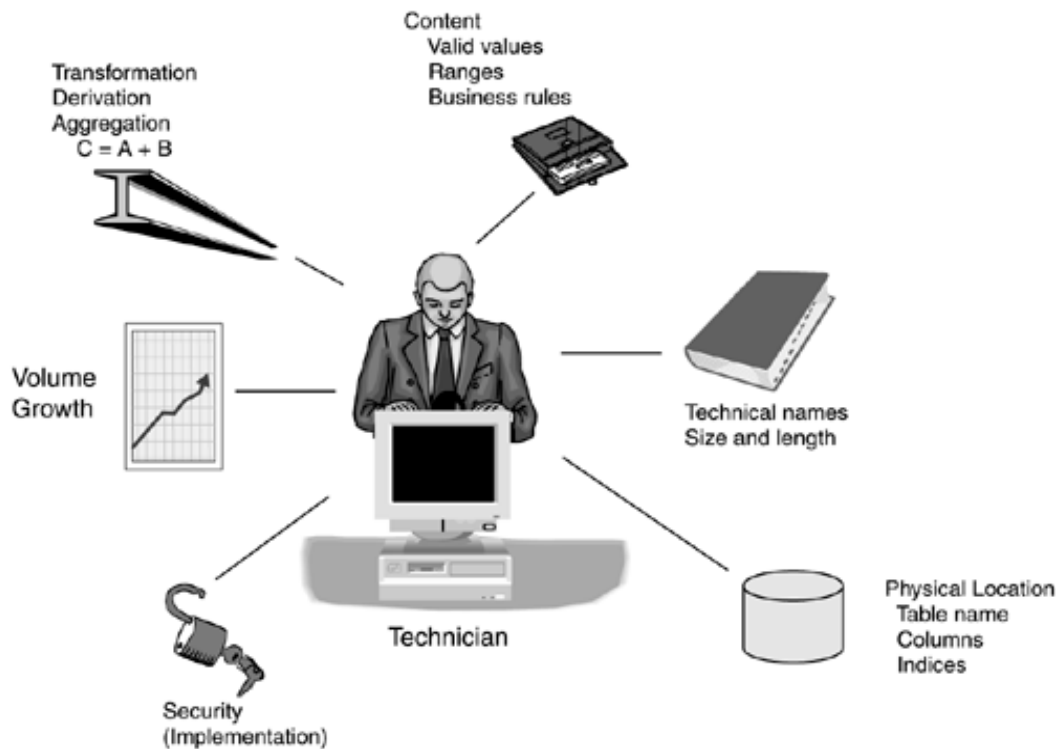 Content
Valid values
Ranges
Business rules
Transformation
Derivation
Aggregation
C = A + B
Volume
Growth
Technical names
Size and length
Physical Location
Table name
Columns
Indices
Technician
Security
(Implementation)